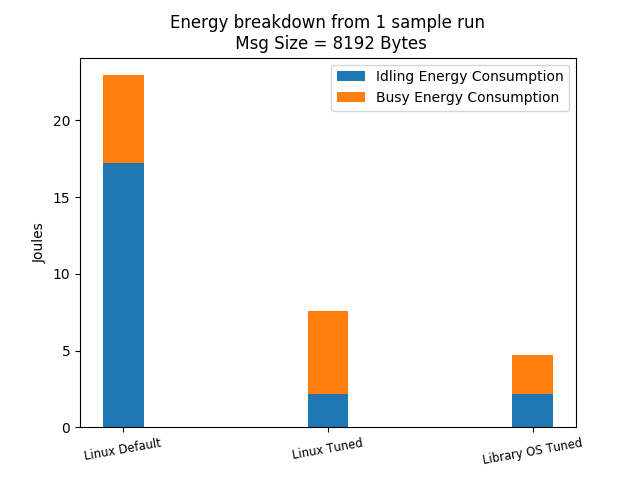 Energy breakdown from 1 sample run
Msg Size = 8192 Bytes
Idling Energy Consumption
Busy Energy Consumption
Joules
20
15
10
5
0
Linux Default
Linux Tuned
Library OS Tuned